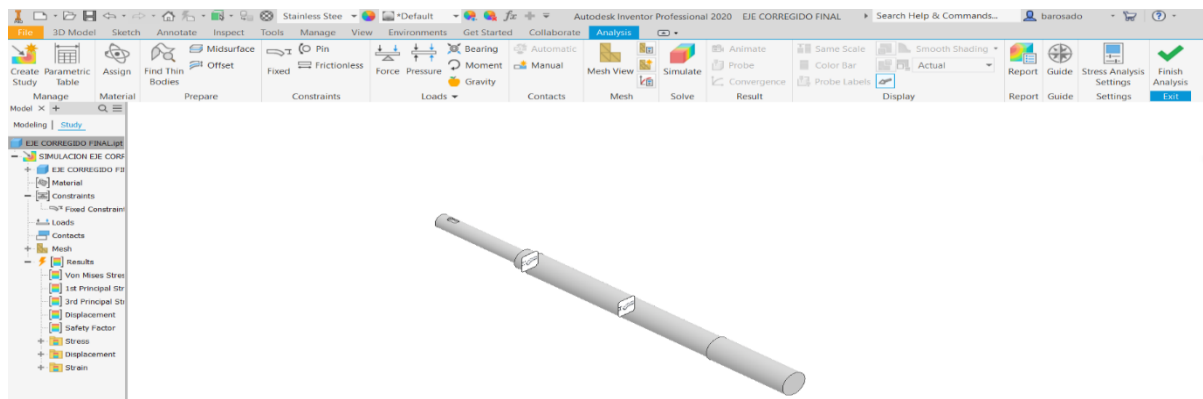 Stainless Stee
*Default
Autodesk Inventor Professional 2020 EJE CORREGIDO FINAL
Search Help & Commands...
barosado
File 3D Model Sketch Annotate Inspect Tools Manage View Environments Get Started Collaborate Analysis
Create Study
Parametric Table
Assign
Find Thin Bodies
Midsurface
Offset
Fixed
Pin
Frictionless
Force
Pressure
Bearing
Moment
Gravity
Automatic
Manual
Mesh View
Simulate
Animate
Probe
Convergence
Same Scale
Color Bar
Probe Labels
Smooth Shading
Actual
Report
Guide
Stress Analysis Settings
Finish Analysis
Manage Material Prepare Constraints Loads Contacts Mesh Solve Result Display Report Guide Settings Exit
Model × +
Modeling | Study
EJE CORREGIDO FINAL.ipt
SIMULACION EJE CORR
EJE CORREGIDO FI
Material
Constraints
Fixed Constraint
Loads
Contacts
Mesh
Results
Von Mises Stres
1st Principal Str
3rd Principal St
Displacement
Safety Factor
Stress
Displacement
Strain